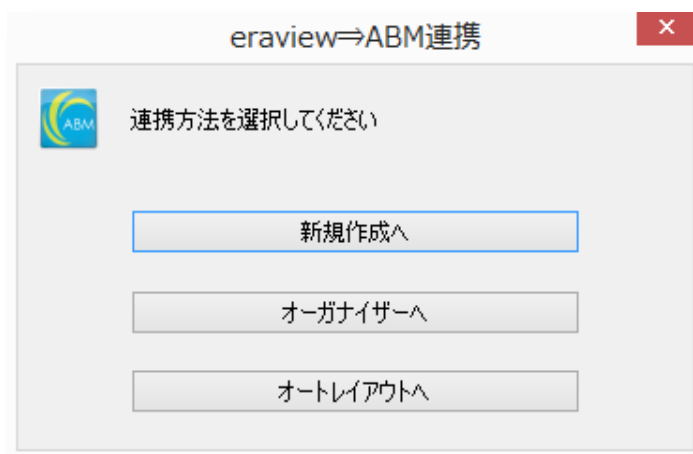 eraview⇒ABM連携
ABM
連携方法を選択してください
新規作成へ
オーガナイザーへ
オートレイアウトへ